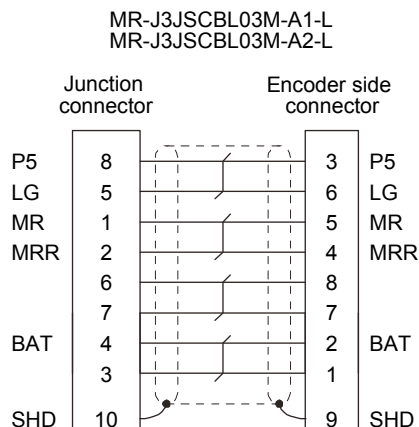 MR-J3JSCBL03M-A1-L
MR-J3JSCBL03M-A2-L
Junction connector
Encoder side connector
P5 8 3 P5
LG 5 6 LG
MR 1 5 MR
MRR 2 4 MRR
6 8
7 7
BAT 4 2 BAT
3 1
SHD 10 9 SHD